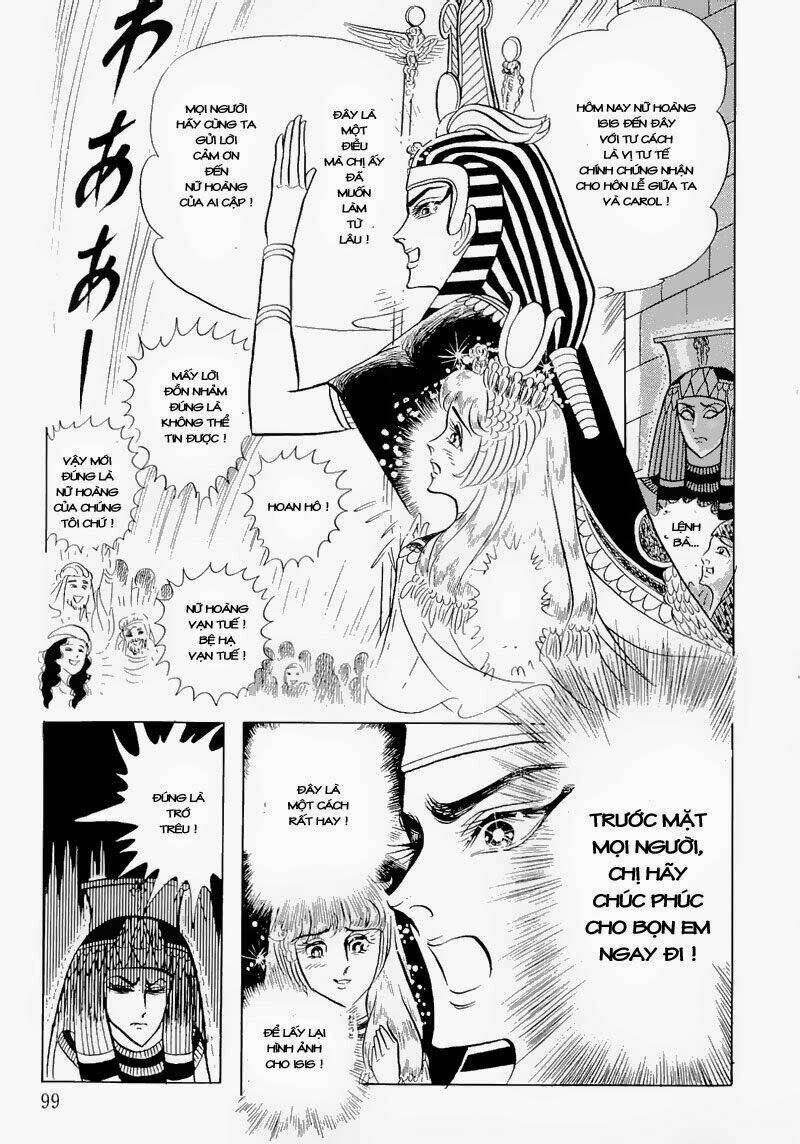 HÔM NAY NỮ HOÀNG
ISIS ĐẾN ĐÂY
VỚI TƯ CÁCH
LÀ VỊ TƯ TẾ
CHÍNH CHỨNG NHẬN
CHO HÔN LỄ GIỮA TA
VÀ CAROL !
ĐÂY LÀ
MỘT
ĐIỀU
MÀ CHỊ ẤY
ĐÃ
MUỐN
LÀM
TỪ
LÂU !
MỌI NGƯỜI
HÃY CÙNG TA
GỬI LỜI
CẢM ƠN
ĐẾN
NỮ HOÀNG
CỦA AI CẬP !
わあああー
MẤY LỜI
ĐỒN NHẢM
ĐÚNG LÀ
KHÔNG THỂ
TIN ĐƯỢC !
VẬY MỚI
ĐÚNG LÀ
NỮ HOÀNG
CỦA CHÚNG
TÔI CHỨ !
HOAN HÔ !
LỆNH
BÀ...
NỮ HOÀNG
VẠN TUẾ !
BỆ HẠ
VẠN TUẾ !
TRƯỚC MẶT
MỌI NGƯỜI,
CHỊ HÃY
CHÚC PHÚC
CHO BỌN EM
NGAY ĐI !
ĐÂY LÀ
MỘT CÁCH
RẤT HAY !
ĐỂ LẤY LẠI
HÌNH ẢNH
CHO ISIS
ĐÚNG LÀ
TRỚ
TRÊU !
99